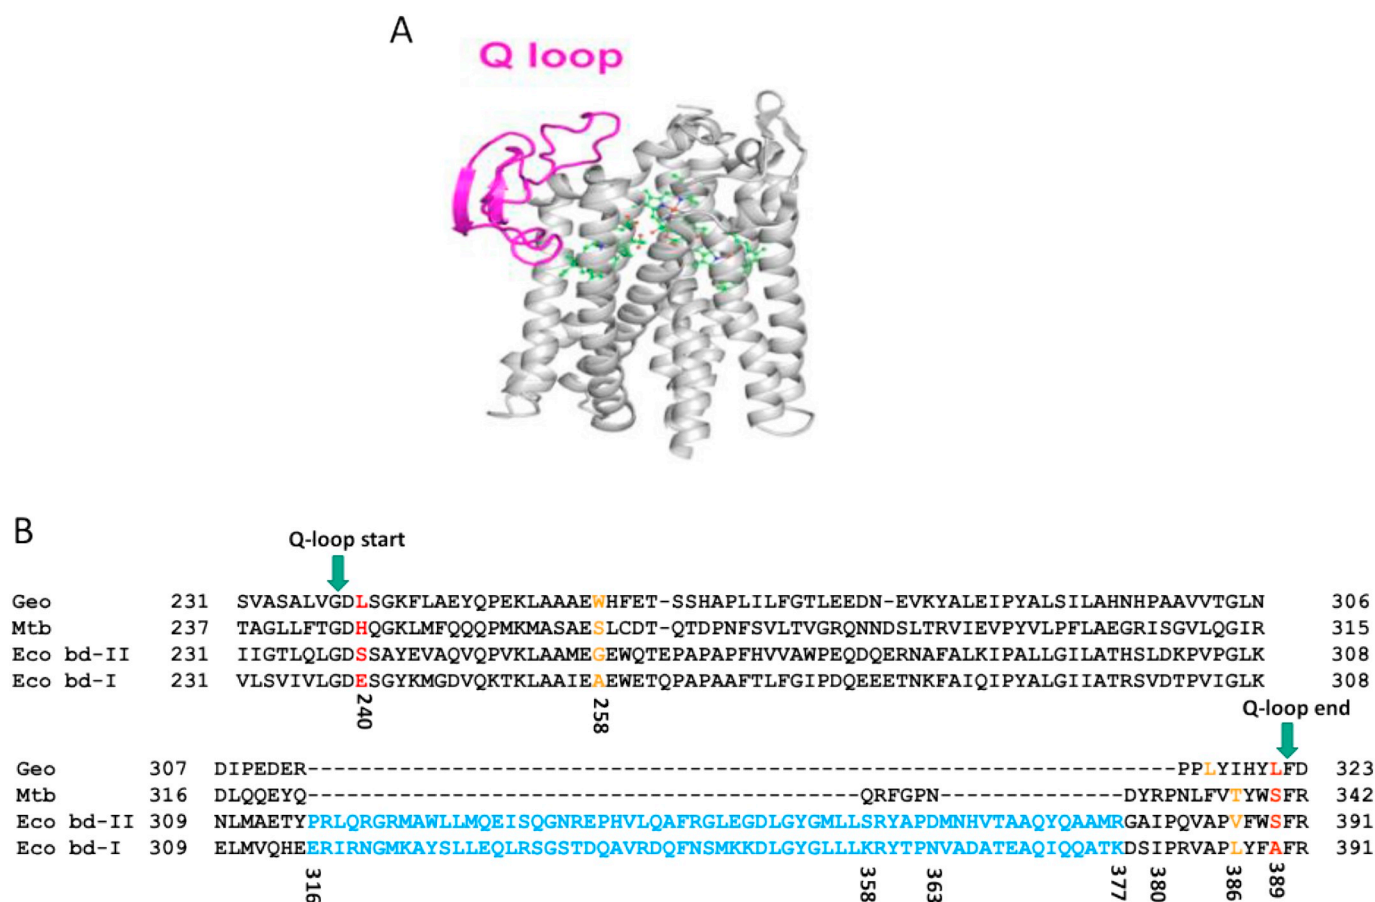 A
Q loop
B
Q-loop start
Geo 231 SVASALVGDLSGKFLAEYQPEKLAAAEWHFET-SSHAPLILFGTLEEDN-EVKYALEIPYALSILAHNHPAAVVTGLN 306
Mtb 237 TAGLLFTGDHQGKLMFQQQPMKMASAESLCDT-QTDPNFSVLTVGRQNNDSLTRVIEVPYVLPFLAEGRISGVLQGIR 315
Eco bd-II 231 IIGTLQLGDSSAYEVAQVQPVKLAAMEGEWQTEPAPAPFHVVAWPEQDQERNAFALKIPALLGILATHSLDKPVPGLK 308
Eco bd-I 231 VLSVIVLGDESGYKMGDVQKTKLAAIEAEWETQPAPAAFTLFGIPDQEEETNKFAIQIPYALGIIATRSVDTPVIGLK 308
240 258
Q-loop end
Geo 307 DIPEDER-----------------------------------------------------------------PPLYIHYLFD 323
Mtb 316 DLQQEYQ-----------------------------------------QRFGPN--------------DYRPNLFVTYWSFR 342
Eco bd-II 309 NLMAETYPRLQRGRMAWLLMQEISQGNREPHVLQAFRGLEGDLGYGMLLSRYAPDMNHVTAAQYQAAMRGAIPQVAPVFWSFR 391
Eco bd-I 309 ELMVQHEERIRNGMKAYSLLEQLRSGSTDQAVRDQFNSMKKDLGYGLLLKRYTPNVADATEAQIQQATKDSIPRVAPLYFAFR 391
316 358 363 377 380 386 389